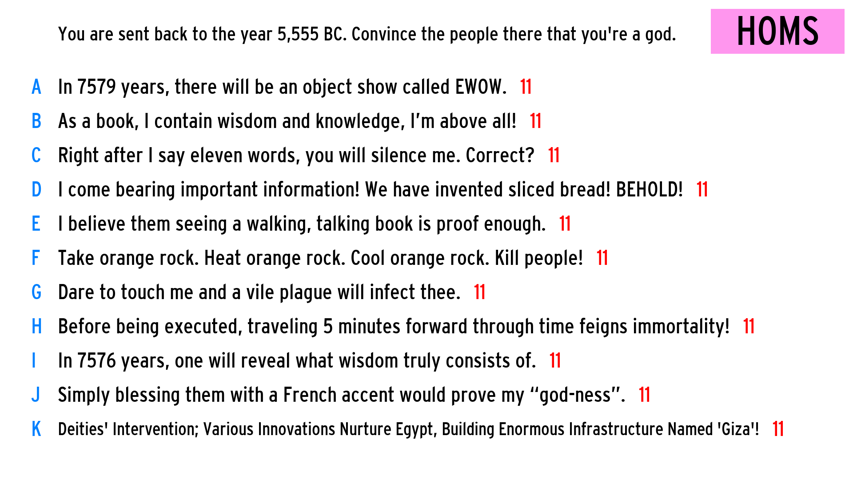 You are sent back to the year 5,555 BC. Convince the people there that you're a god.
HOMS
A In 7579 years, there will be an object show called EWOW. 11
B As a book, I contain wisdom and knowledge, I’m above all! 11
C Right after I say eleven words, you will silence me. Correct? 11
D I come bearing important information! We have invented sliced bread! BEHOLD! 11
E I believe them seeing a walking, talking book is proof enough. 11
F Take orange rock. Heat orange rock. Cool orange rock. Kill people! 11
G Dare to touch me and a vile plague will infect thee. 11
H Before being executed, traveling 5 minutes forward through time feigns immortality! 11
I In 7576 years, one will reveal what wisdom truly consists of. 11
J Simply blessing them with a French accent would prove my “god-ness”. 11
K Deities' Intervention; Various Innovations Nurture Egypt, Building Enormous Infrastructure Named 'Giza'! 11